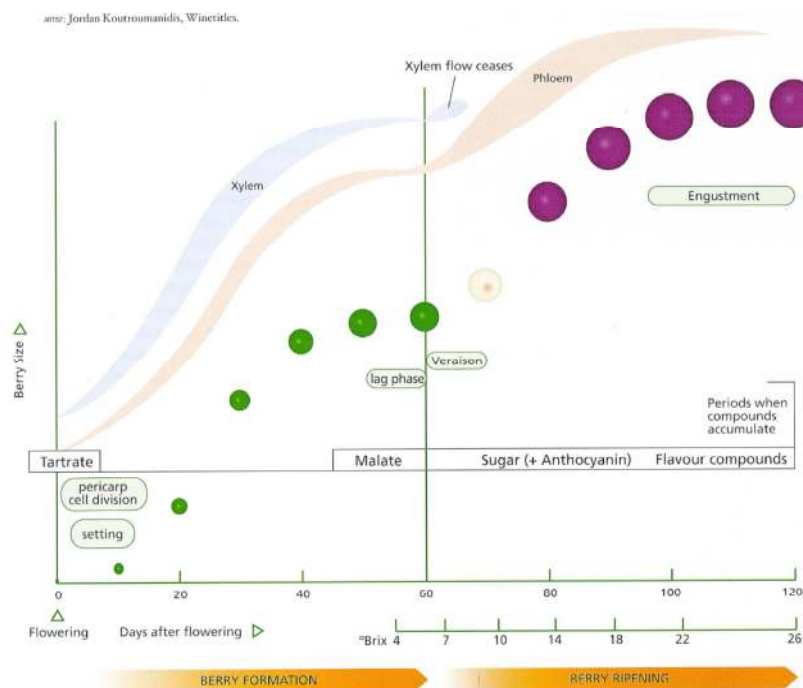 : Jordan Koutroumanidis, Winetitles.
Xylem flow ceases
Phloem
Xylem
Engustment
Berry Size
Veraison
lag phase
Periods when
compounds
accumulate
Tartrate
Malate
Sugar (+ Anthocyanin)
Flavour compounds
pericarp
cell division
setting
0 20 40 60 80 100 120
Flowering
Days after flowering
°Brix 4 7 10 14 18 22 26
BERRY FORMATION
BERRY RIPENING